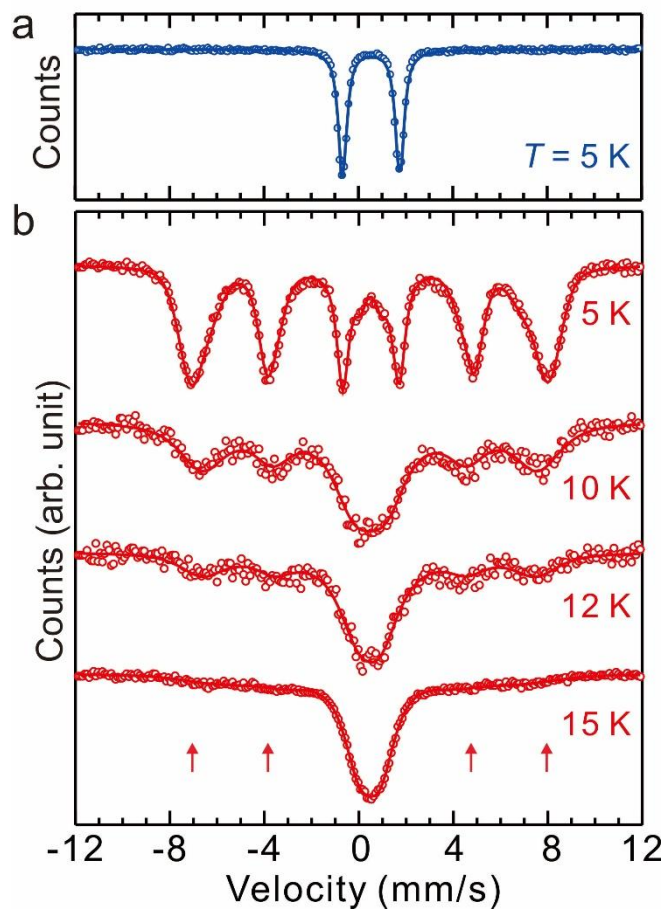 a
Counts
T = 5 K
b
Counts (arb. unit)
5 K
10 K
12 K
15 K
-12 -8 -4 0 4 8 12
Velocity (mm/s)